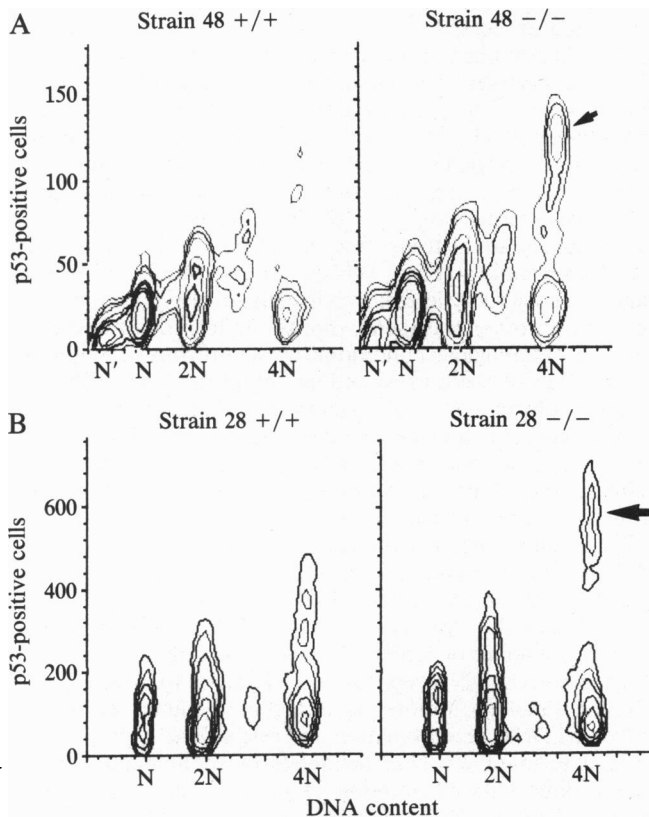 A
Strain 48 +/+
Strain 48 −/−
p53-positive cells
150
100
50
0
N′ N 2N 4N
N′ N 2N 4N
B
Strain 28 +/+
Strain 28 −/−
p53-positive cells
600
400
200
0
N 2N 4N
N 2N 4N
DNA content